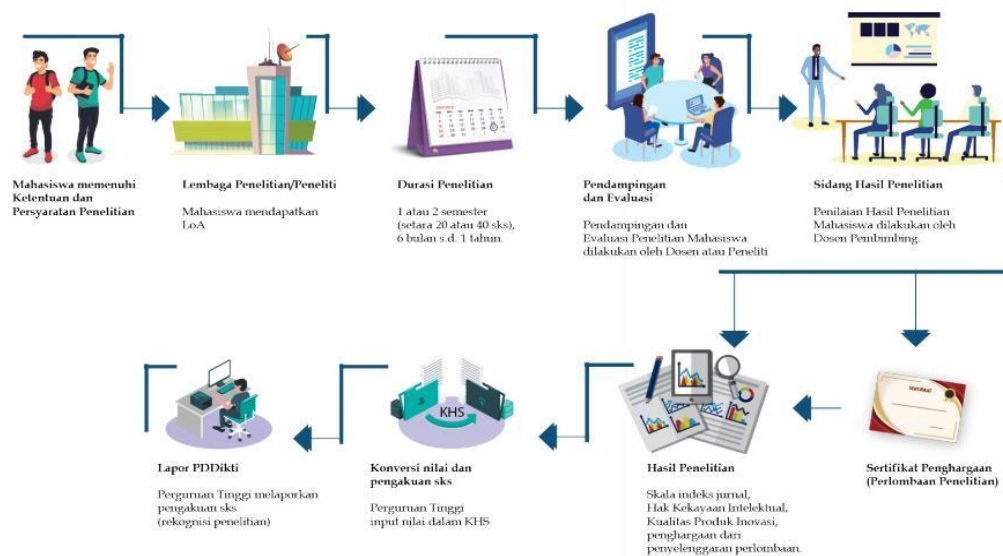 Mahasiswa memenuhi
Ketentuan dan
Persyaratan Penelitian
Lembaga Penelitian/Peneliti
Mahasiswa mendapatkan
LoA
Durasi Penelitian
1 atau 2 semester
(setara 20 atau 40 sks),
6 bulan s.d. 1 tahun.
Pendampingan
dan Evaluasi
Pendampingan dan
Evaluasi Penelitian Mahasiswa
dilakukan oleh Dosen atau Peneliti
Sidang Hasil Penelitian
Penilaian Hasil Penelitian
Mahasiswa dilakukan oleh
Dosen Pembimbing.
Lapor PDDikti
Perguruan Tinggi melaporkan
pengakuan sks
(rekognisi penelitian)
KHS
Konversi nilai dan
pengakuan sks
Perguruan Tinggi
input nilai dalam KHS
Hasil Penelitian
Skala indeks jurnal,
Hak Kekayaan Intelektual,
Kualitas Produk Inovasi,
penghargaan dari
penyelenggaran perlombaan.
SERTIFIKAT
Sertifikat Penghargaan
(Perlombaan Penelitian)